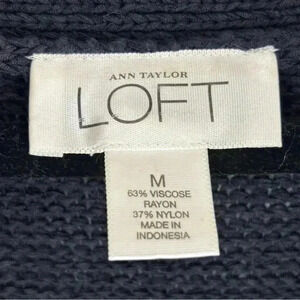 ANN TAYLOR
LOFT
M
63% VISCOSE
RAYON
37% NYLON
MADE IN
INDONESIA